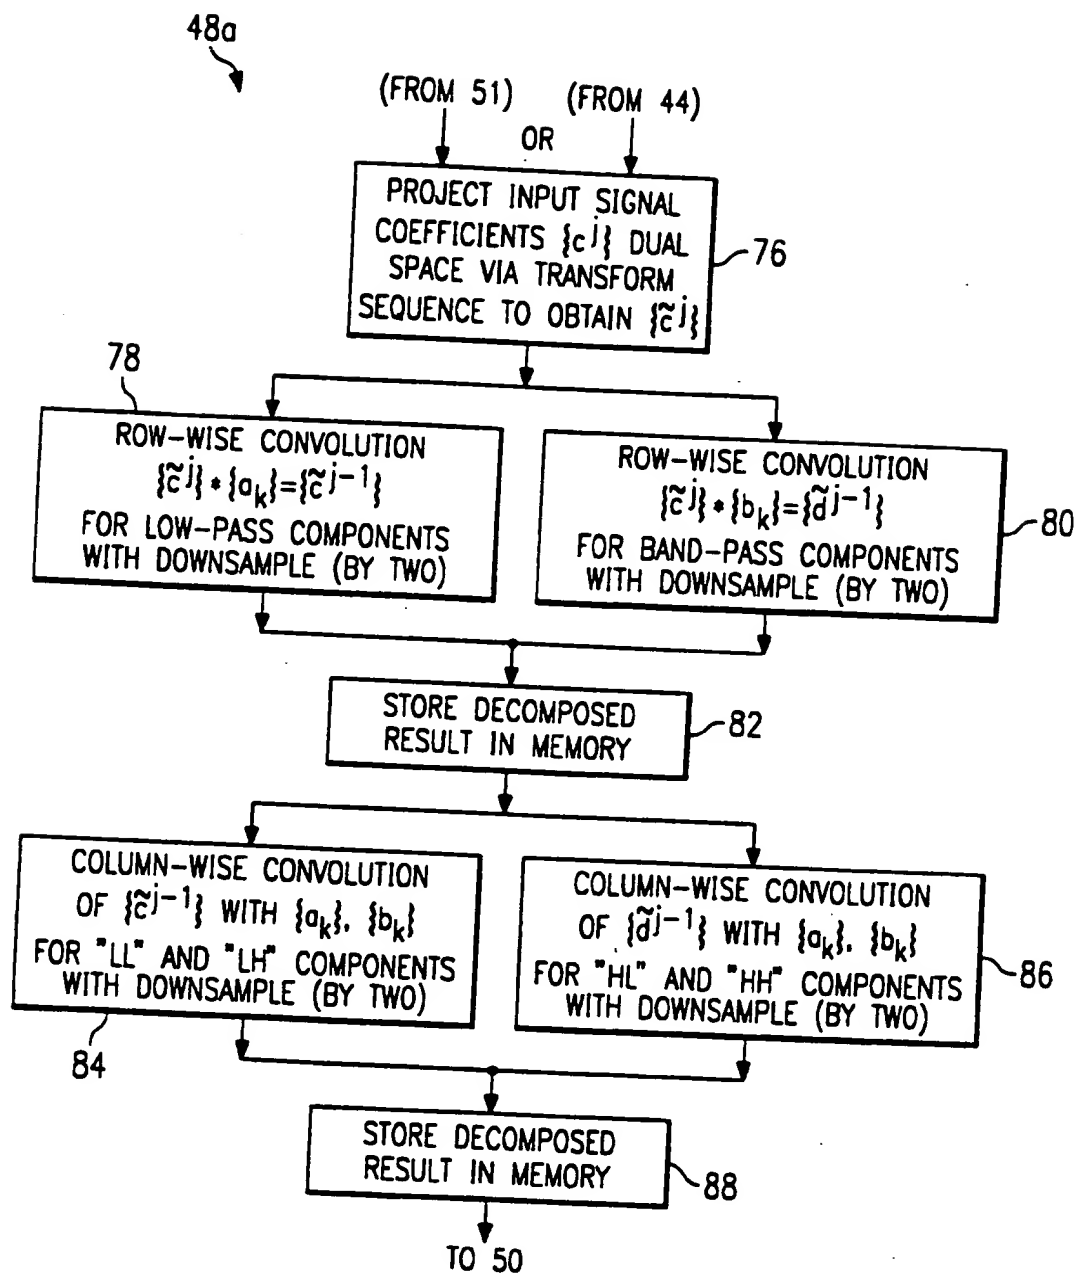 48a
(FROM 51) (FROM 44)
OR
PROJECT INPUT SIGNAL
COEFFICIENTS {c^j} DUAL
SPACE VIA TRANSFORM
SEQUENCE TO OBTAIN {c̃^j}
76
78
ROW-WISE CONVOLUTION
{c̃^j} * {a_k}={c̃^j-1}
FOR LOW-PASS COMPONENTS
WITH DOWNSAMPLE (BY TWO)
ROW-WISE CONVOLUTION
{c̃^j} * {b_k}={d̃^j-1}
FOR BAND-PASS COMPONENTS
WITH DOWNSAMPLE (BY TWO)
80
STORE DECOMPOSED
RESULT IN MEMORY
82
COLUMN-WISE CONVOLUTION
OF {c̃^j-1} WITH {a_k}, {b_k}
FOR "LL" AND "LH" COMPONENTS
WITH DOWNSAMPLE (BY TWO)
84
COLUMN-WISE CONVOLUTION
OF {d̃^j-1} WITH {a_k}, {b_k}
FOR "HL" AND "HH" COMPONENTS
WITH DOWNSAMPLE (BY TWO)
86
STORE DECOMPOSED
RESULT IN MEMORY
88
TO 50